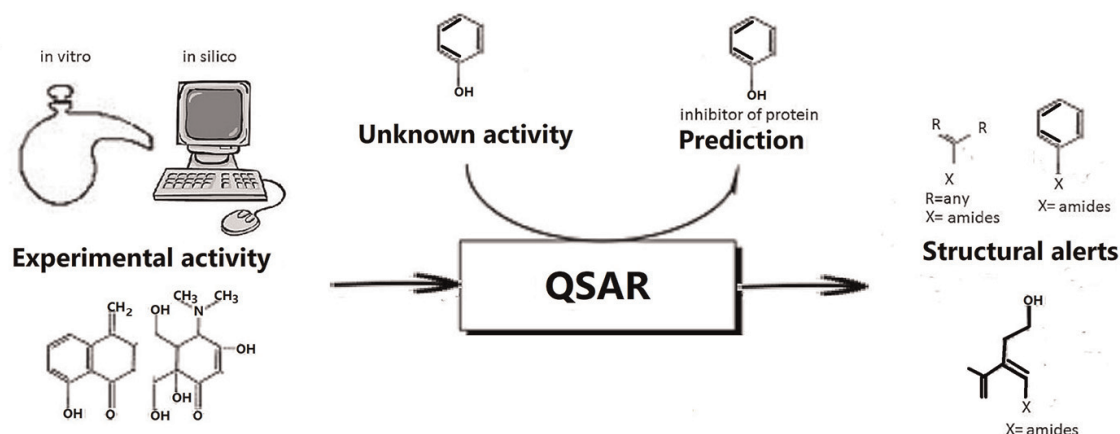 in vitro
in silico
Experimental activity
CH2
OH
O
CH3
CH3
N
OH
OH
OH
OH
O
OH
Unknown activity
OH
inhibitor of protein
Prediction
QSAR
R
R
X
R=any
X= amides
X
X= amides
Structural alerts
OH
X
X= amides